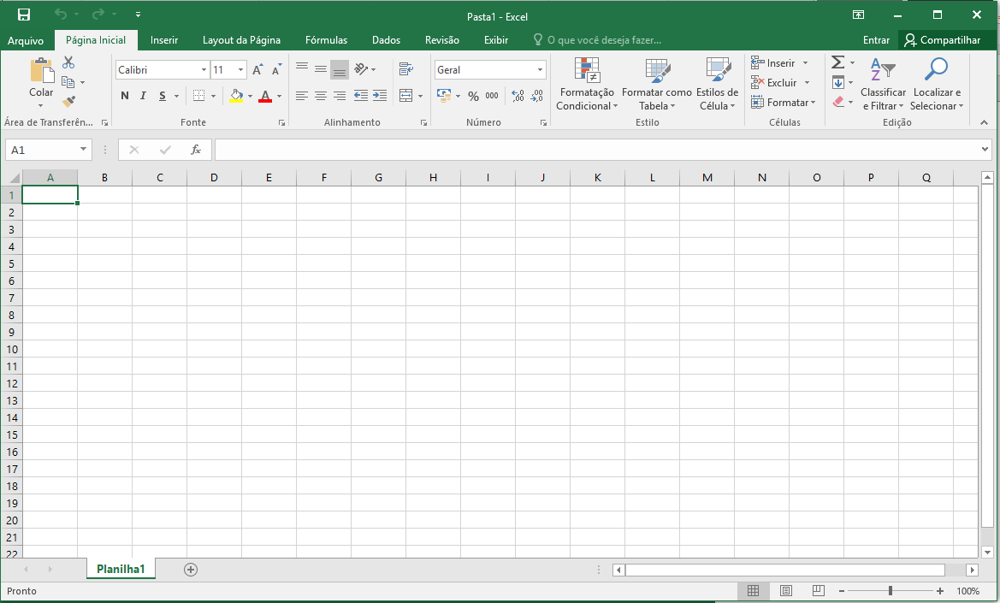 Pasta1 - Excel
Arquivo Página Inicial Inserir Layout da Página Fórmulas Dados Revisão Exibir O que você deseja fazer... Entrar Compartilhar
Colar
Área de Transferên...
Calibri 11
N I S
Fonte
Alinhamento
Geral
% 000
Número
Formatação Condicional
Formatar como Tabela
Estilos de Célula
Estilo
Inserir
Excluir
Formatar
Células
Classificar e Filtrar
Localizar e Selecionar
Edição
A1 fx
A B C D E F G H I J K L M N O P Q
1
2
3
4
5
6
7
8
9
10
11
12
13
14
15
16
17
18
19
20
21
22
Planilha1
Pronto 100%